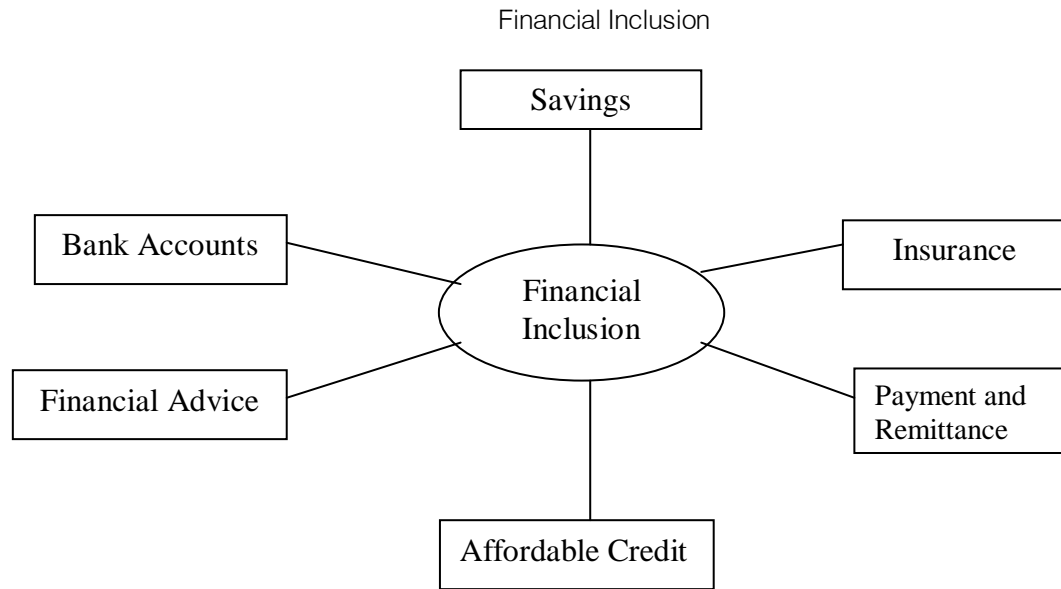 Financial Inclusion
Savings
Bank Accounts
Insurance
Financial
Inclusion
Financial Advice
Payment and
Remittance
Affordable Credit